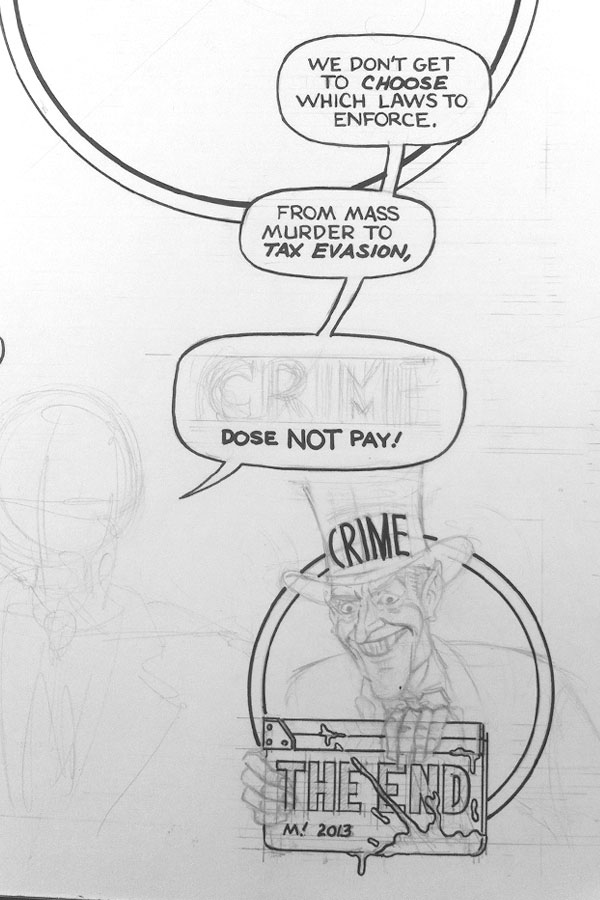 WE DON'T GET
TO CHOOSE
WHICH LAWS TO
ENFORCE.
FROM MASS
MURDER TO
TAX EVASION,
CRIME
DOSE NOT PAY!
CRIME
THE END
M! 2013